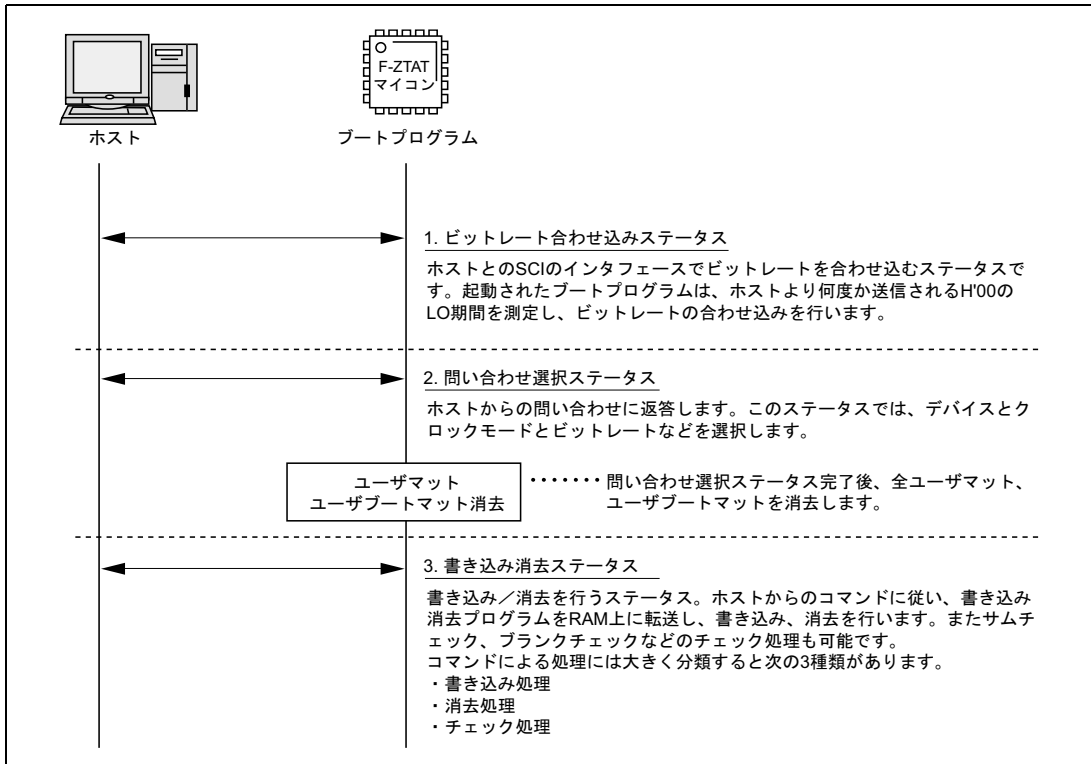 F-ZTAT
マイコン
ホスト
ブートプログラム
1. ビットレート合わせ込みステータス
ホストとのSCIのインタフェースでビットレートを合わせ込むステータスで
す。起動されたブートプログラムは、ホストより何度か送信されるH'00の
LO期間を測定し、ビットレートの合わせ込みを行います。
2. 問い合わせ選択ステータス
ホストからの問い合わせに返答します。このステータスでは、デバイスとク
ロックモードとビットレートなどを選択します。
ユーザマット
ユーザブートマット消去
・・・・・・・問い合わせ選択ステータス完了後、全ユーザマット、
ユーザブートマットを消去します。
3. 書き込み消去ステータス
書き込み／消去を行うステータス。ホストからのコマンドに従い、書き込み
消去プログラムをRAM上に転送し、書き込み、消去を行います。またサムチ
ェック、ブランクチェックなどのチェック処理も可能です。
コマンドによる処理には大きく分類すると次の3種類があります。
・書き込み処理
・消去処理
・チェック処理